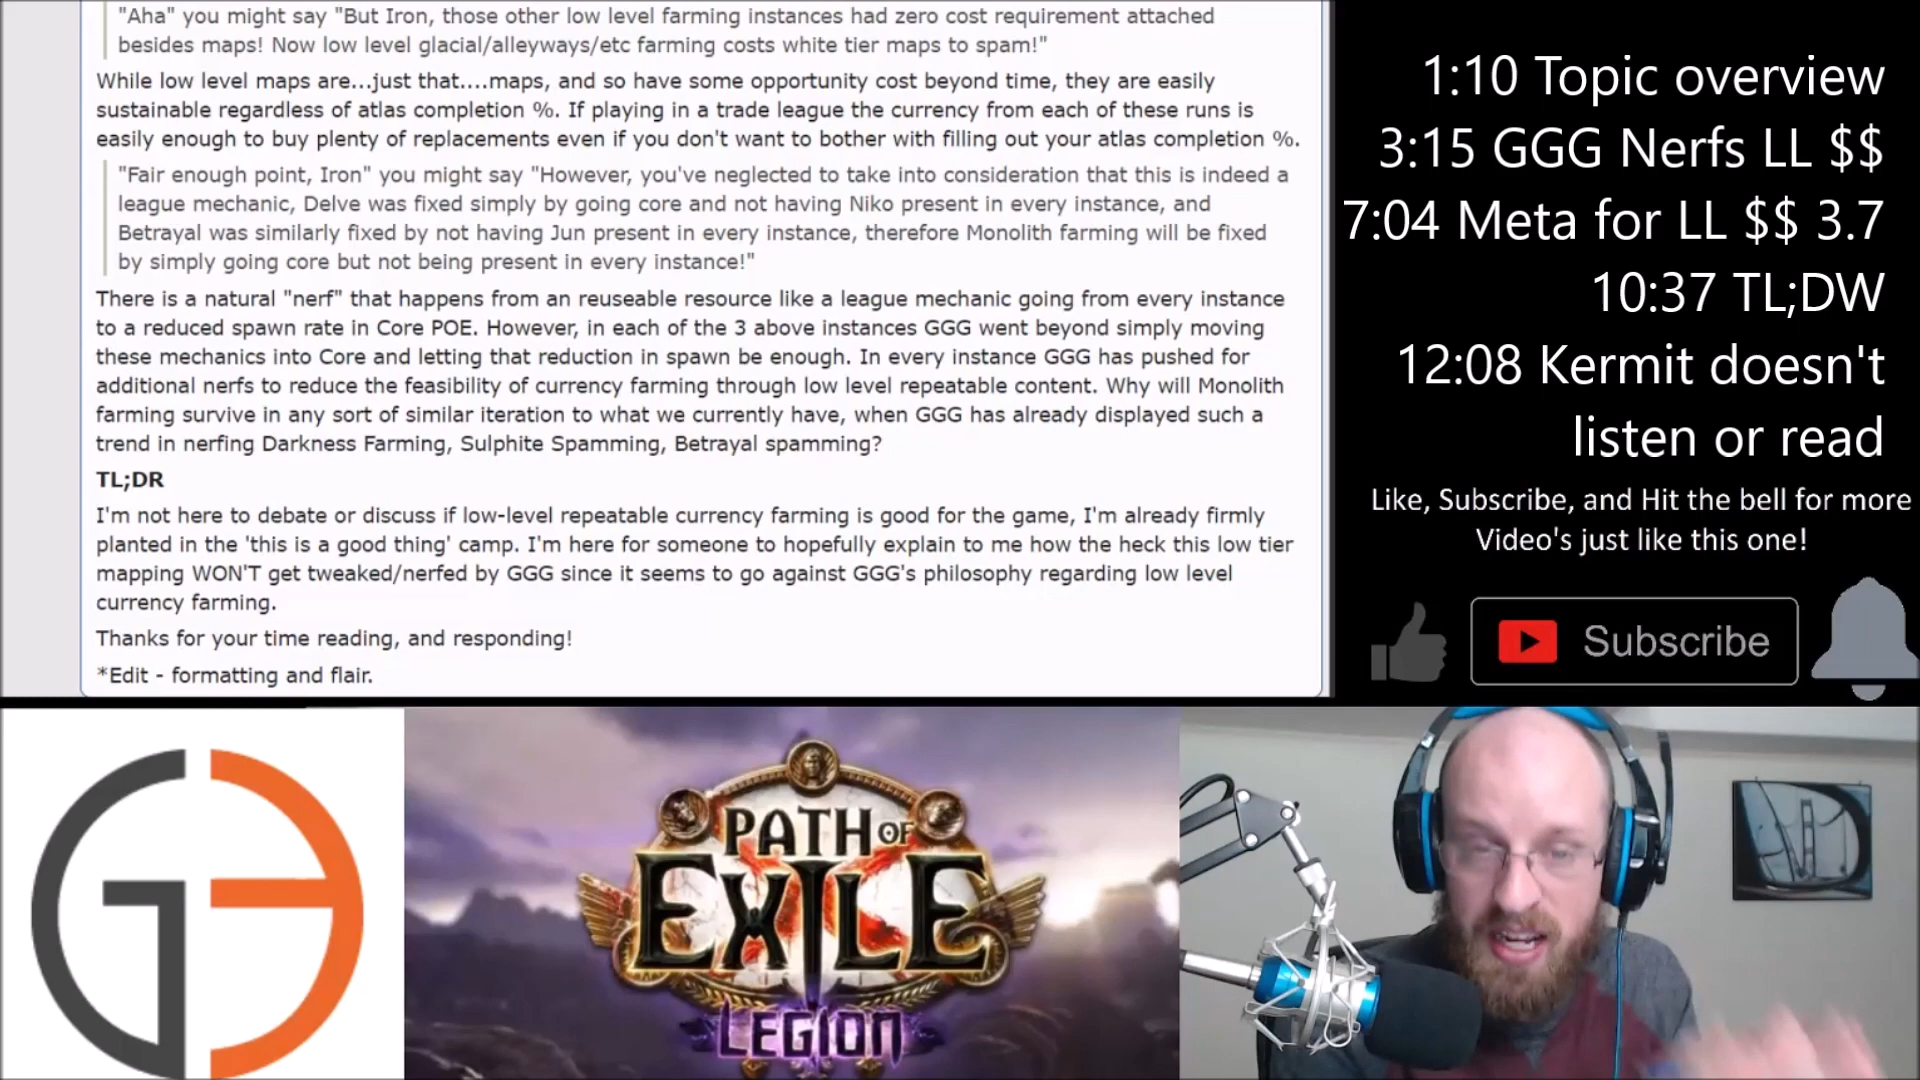 "Aha" you might say "But Iron, those other low level farming instances had zero cost requirement attached
besides maps! Now low level glacial/alleyways/etc farming costs white tier maps to spam!"
While low level maps are...just that....maps, and so have some opportunity cost beyond time, they are easily
sustainable regardless of atlas completion %. If playing in a trade league the currency from each of these runs is
easily enough to buy plenty of replacements even if you don't want to bother with filling out your atlas completion %.
"Fair enough point, Iron" you might say "However, you've neglected to take into consideration that this is indeed a
league mechanic, Delve was fixed simply by going core and not having Niko present in every instance, and
Betrayal was similarly fixed by not having Jun present in every instance, therefore Monolith farming will be fixed
by simply going core but not being present in every instance!"
There is a natural "nerf" that happens from an reuseable resource like a league mechanic going from every instance
to a reduced spawn rate in Core POE. However, in each of the 3 above instances GGG went beyond simply moving
these mechanics into Core and letting that reduction in spawn be enough. In every instance GGG has pushed for
additional nerfs to reduce the feasibility of currency farming through low level repeatable content. Why will Monolith
farming survive in any sort of similar iteration to what we currently have, when GGG has already displayed such a
trend in nerfing Darkness Farming, Sulphite Spamming, Betrayal spamming?
TL;DR
I'm not here to debate or discuss if low-level repeatable currency farming is good for the game, I'm already firmly
planted in the 'this is a good thing' camp. I'm here for someone to hopefully explain to me how the heck this low tier
mapping WON'T get tweaked/nerfed by GGG since it seems to go against GGG's philosophy regarding low level
currency farming.
Thanks for your time reading, and responding!
*Edit - formatting and flair.
1:10 Topic overview
3:15 GGG Nerfs LL $$
7:04 Meta for LL $$ 3.7
10:37 TL;DW
12:08 Kermit doesn't
listen or read
Like, Subscribe, and Hit the bell for more
Video's just like this one!
Subscribe
PATH OF
EXILE
LEGION